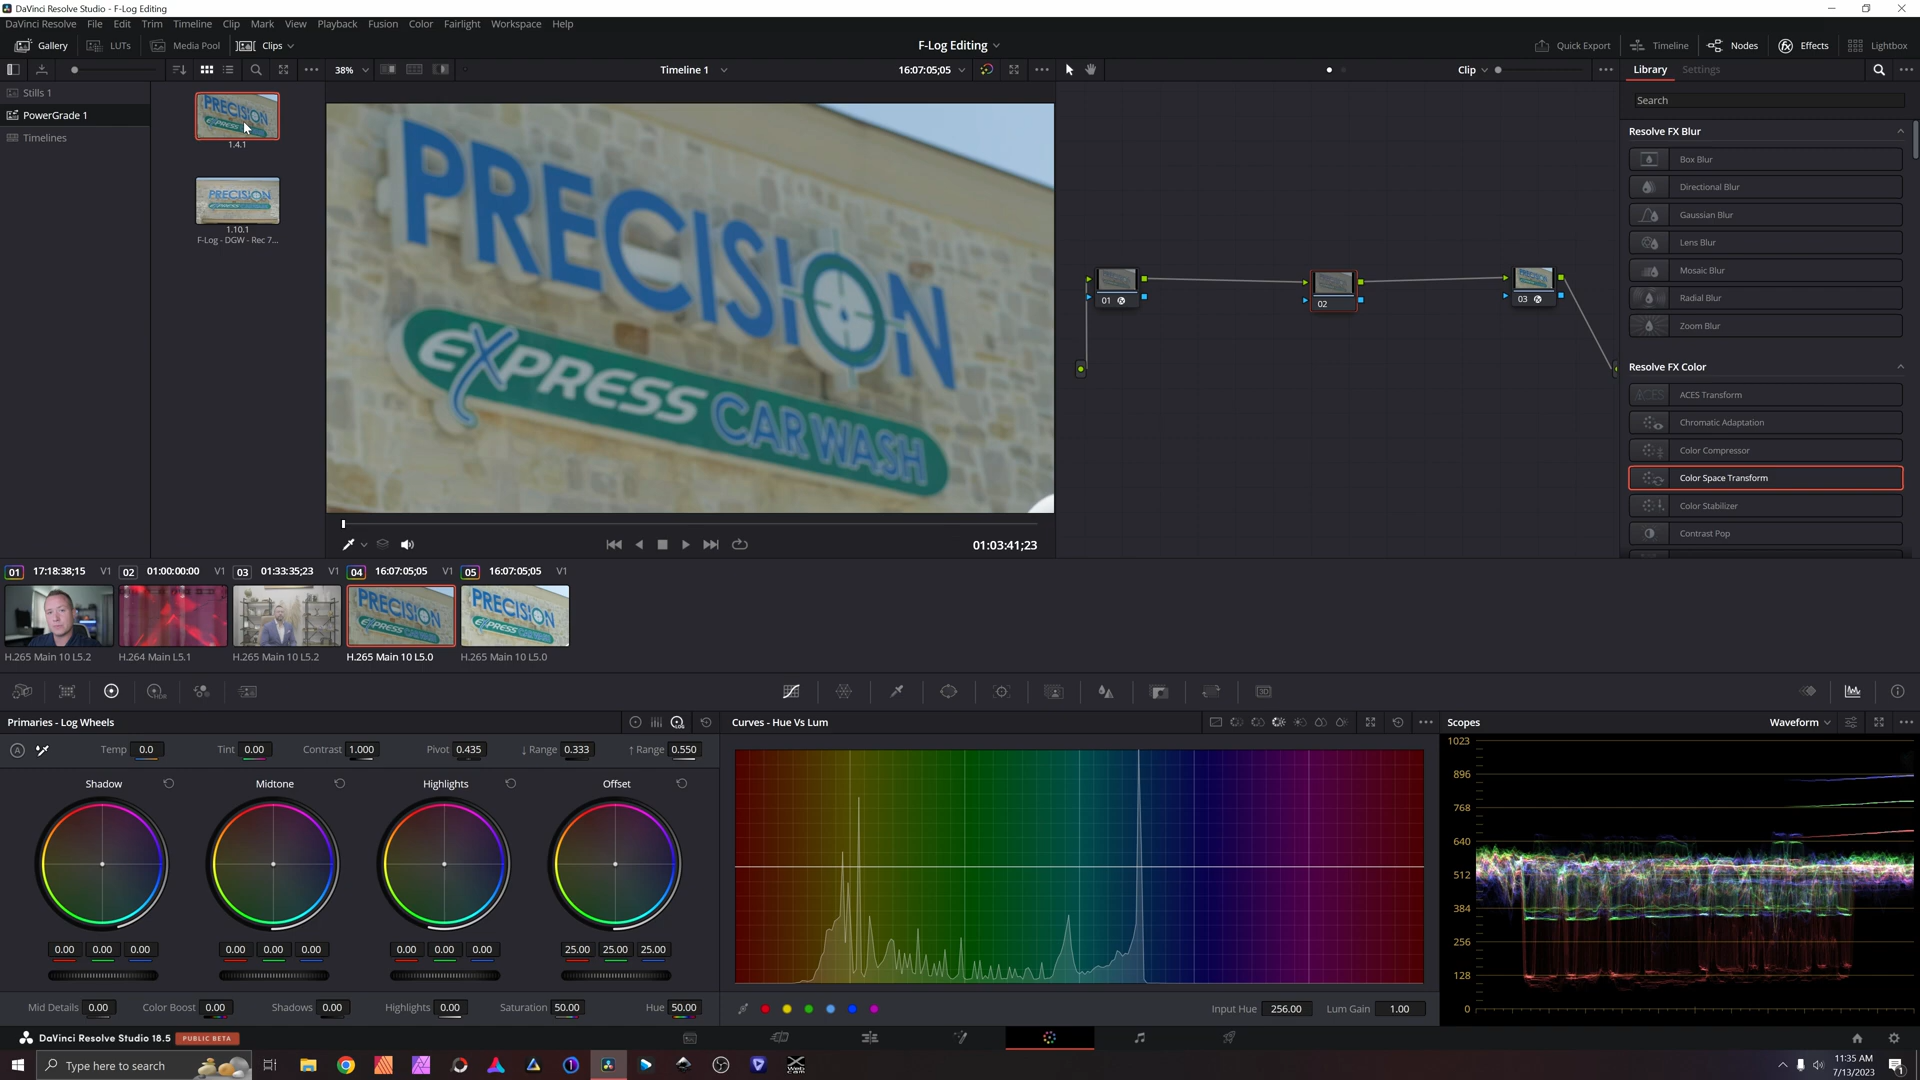 DaVinci Resolve Studio - F-Log Editing
DaVinci Resolve File Edit Trim Timeline Clip Mark View Playback Fusion Color Fairlight Workspace Help
Gallery LUTs Media Pool Clips F-Log Editing Quick Export Timeline Nodes Effects Lightbox
38% Timeline 1 16:07:05;05 Clip Library Settings
Stills 1
PowerGrade 1
Timelines
1.4.1
1.10.1
F-Log - DGW - Rec 7...
PRECISION
EXPRESS CAR WASH
01 02 03
Search
Resolve FX Blur
Box Blur
Directional Blur
Gaussian Blur
Lens Blur
Mosaic Blur
Radial Blur
Zoom Blur
Resolve FX Color
ACES Transform
Chromatic Adaptation
Color Compressor
Color Space Transform
Color Stabilizer
Contrast Pop
01:03:41;23
01 17:18:38;15 V1 02 01:00:00:00 V1 03 01:33:35;23 V1 04 16:07:05;05 V1 05 16:07:05;05 V1
PRECISION PRECISION
EXPRESS CAR WASH EXPRESS CAR WASH
H.265 Main 10 L5.2 H.264 Main L5.1 H.265 Main 10 L5.2 H.265 Main 10 L5.0 H.265 Main 10 L5.0
Primaries - Log Wheels Curves - Hue Vs Lum Scopes Waveform
Temp 0.0 Tint 0.00 Contrast 1.000 Pivot 0.435 ↓ Range 0.333 ↑ Range 0.550
Shadow Midtone Highlights Offset
0.00 0.00 0.00 0.00 0.00 0.00 0.00 0.00 0.00 25.00 25.00 25.00
Mid Details 0.00 Color Boost 0.00 Shadows 0.00 Highlights 0.00 Saturation 50.00 Hue 50.00
Input Hue 256.00 Lum Gain 1.00
1023
896
768
640
512
384
256
128
0
DaVinci Resolve Studio 18.5 PUBLIC BETA
Type here to search
11:35 AM
7/13/2023